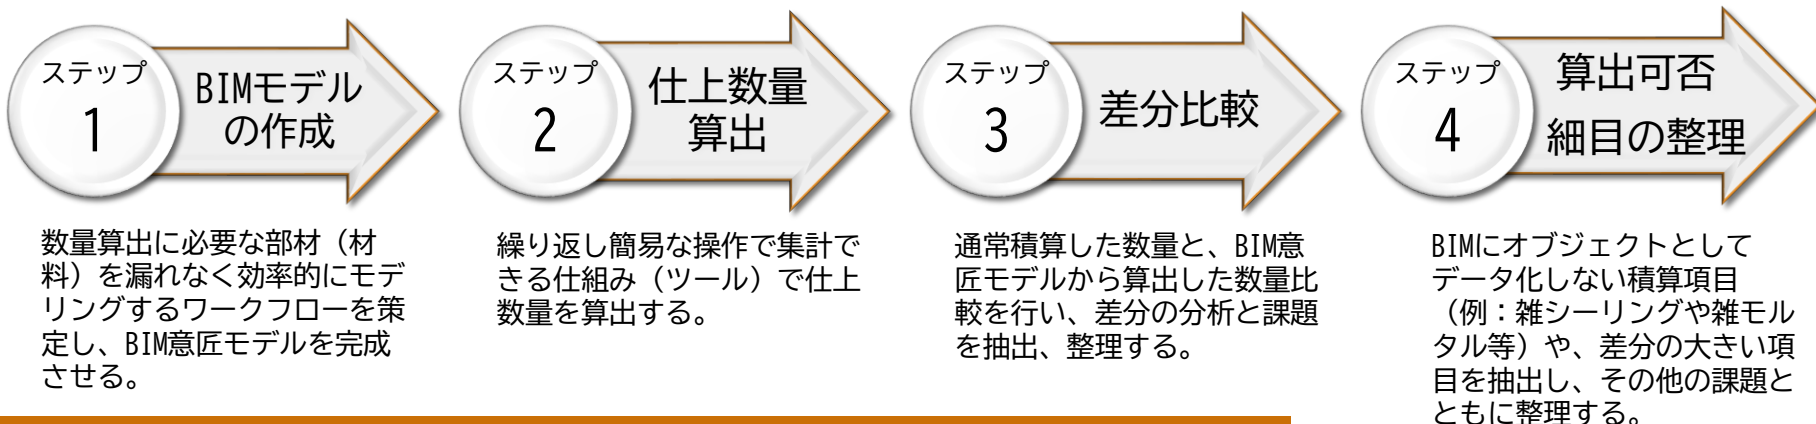 ステップ
1
BIMモデル
の作成
数量算出に必要な部材（材
料）を漏れなく効率的にモデ
リングするワークフローを策
定し、BIM意匠モデルを完成
させる。
ステップ
2
仕上数量
算出
繰り返し簡易な操作で集計で
きる仕組み（ツール）で仕上
数量を算出する。
ステップ
3
差分比較
通常積算した数量と、BIM意
匠モデルから算出した数量比
較を行い、差分の分析と課題
を抽出、整理する。
ステップ
4
算出可否
細目の整理
BIMにオブジェクトとして
データ化しない積算項目
（例：雑シーリングや雑モル
タル等）や、差分の大きい項
目を抽出し、その他の課題と
ともに整理する。